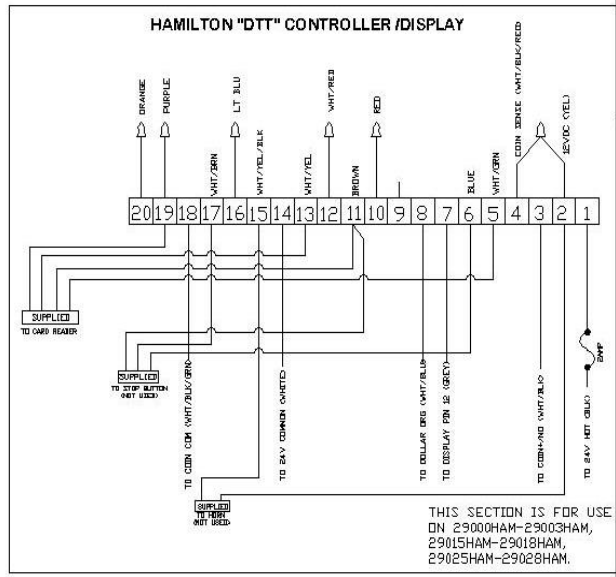 HAMILTON "DTT" CONTROLLER /DISPLAY
ORANGE
PURPLE
WHT/BRN
LT BLU
WHT/YEL/BLK
WHT/YEL
WHT/RED
BROWN
RED
BLUE
WHT/GRN
COIN SENSE (WHT/BLK/RED)
12VDC (YEL)
20 19 18 17 16 15 14 13 12 11 10 9 8 7 6 5 4 3 2 1
SUPPLIED
TO CARD READER
SUPPLIED
TO STOP BUTTON
(NOT USED)
TO COIN COM (WHT/BLK/GRN)
TO 24V COMMON (WHITE)
TO DOLLAR ORG (WHT/BLU)
TO DISPLAY PIN 12 (GREY)
TO COIN+/NO (WHT/BLK)
2AMP
TO 24V HOT (BLK)
SUPPLIED
TO HORN
(NOT USED)
THIS SECTION IS FOR USE
ON 29000HAM-29003HAM,
29015HAM-29018HAM,
29025HAM-29028HAM.